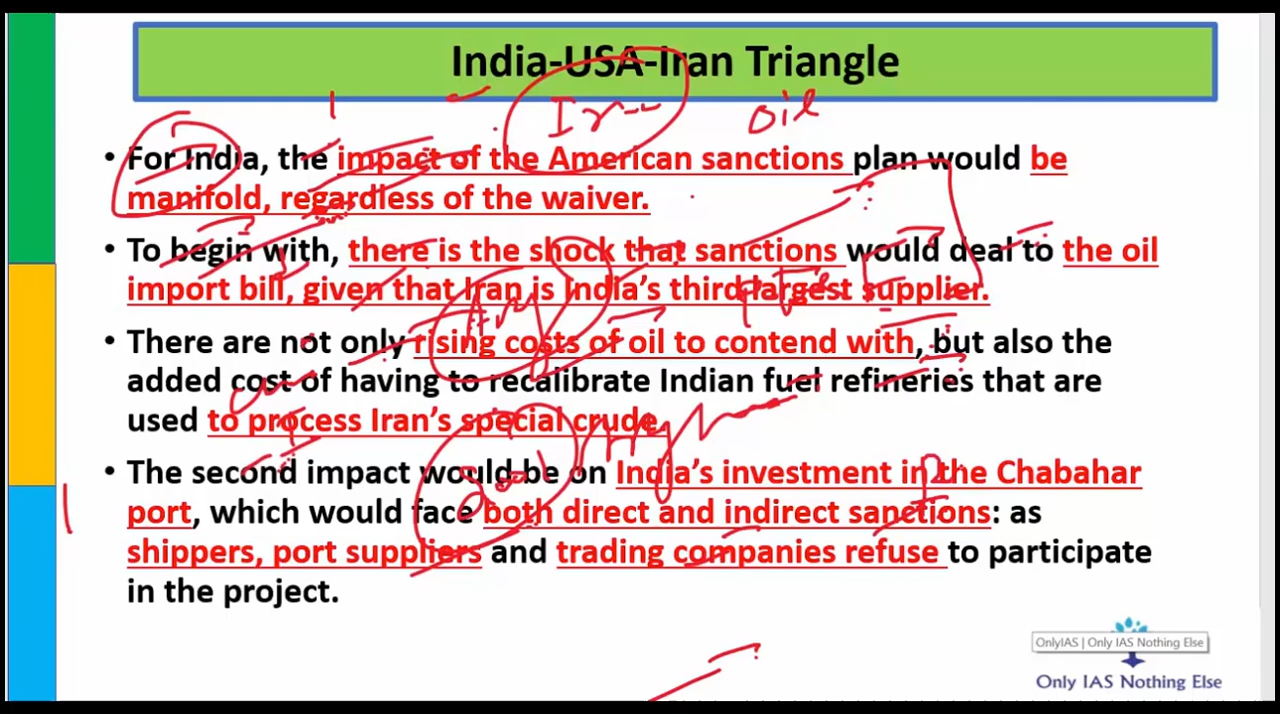 India-USA-Iran Triangle
oil
• For India, the impact of the American sanctions plan would be
manifold, regardless of the waiver.
• To begin with, there is the shock that sanctions would deal to the oil
import bill, given that Iran is India's third largest supplier.
• There are not only rising costs of oil to contend with, but also the
added cost of having to recalibrate Indian fuel refineries that are
used to process Iran's special crude.
• The second impact would be on India's investment in the Chabahar
port, which would face both direct and indirect sanctions: as
shippers, port suppliers and trading companies refuse to participate
in the project.
OnlyIAS | Only IAS Nothing Else
Only IAS Nothing Else